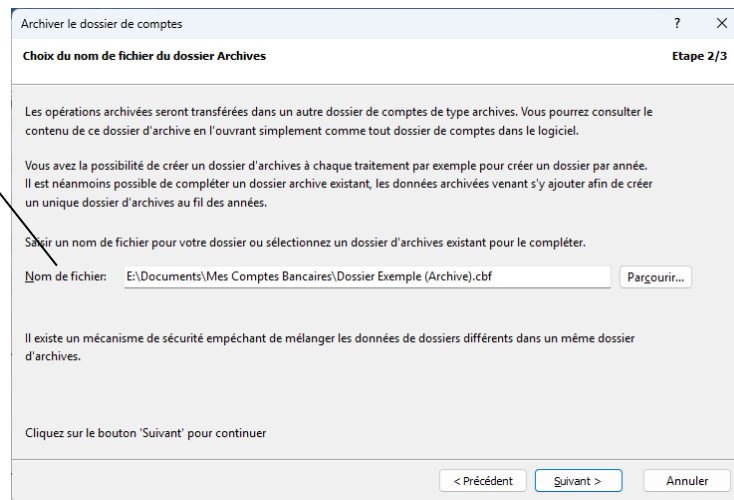 Archiver le dossier de comptes ? ×
Choix du nom de fichier du dossier Archives Etape 2/3
Les opérations archivées seront transférées dans un autre dossier de comptes de type archives. Vous pourrez consulter le
contenu de ce dossier d'archive en l'ouvrant simplement comme tout dossier de comptes dans le logiciel.
Vous avez la possibilité de créer un dossier d'archives à chaque traitement par exemple pour créer un dossier par année.
Il est néanmoins possible de compléter un dossier archive existant, les données archivées venant s'y ajouter afin de créer
un unique dossier d'archives au fil des années.
Saisir un nom de fichier pour votre dossier ou sélectionnez un dossier d'archives existant pour le compléter.
Nom de fichier: E:\Documents\Mes Comptes Bancaires\Dossier Exemple (Archive).cbf Parcourir...
Il existe un mécanisme de sécurité empéchant de mélanger les données de dossiers différents dans un même dossier
d'archives.
Cliquez sur le bouton 'Suivant' pour continuer
< Précédent Suivant > Annuler